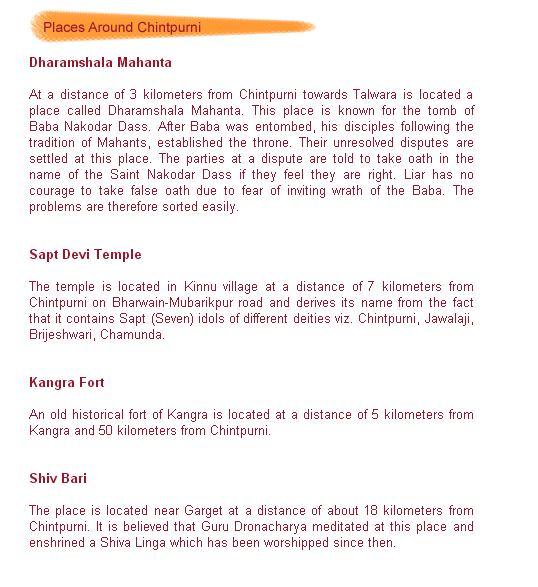 Places Around Chintpurni
Dharamshala Mahanta
At a distance of 3 kilometers from Chintpurni towards Talwara is located a
place called Dharamshala Mahanta. This place is known for the tomb of
Baba Nakodar Dass. After Baba was entombed, his disciples following the
tradition of Mahants, established the throne. Their unresolved disputes are
settled at this place. The parties at a dispute are told to take oath in the
name of the Saint Nakodar Dass if they feel they are right. Liar has no
courage to take false oath due to fear of inviting wrath of the Baba. The
problems are therefore sorted easily.
Sapt Devi Temple
The temple is located in Kinnu village at a distance of 7 kilometers from
Chintpurni on Bharwain-Mubarikpur road and derives its name from the fact
that it contains Sapt (Seven) idols of different deities viz. Chintpurni, Jawalaji,
Brijeshwari, Chamunda.
Kangra Fort
An old historical fort of Kangra is located at a distance of 5 kilometers from
Kangra and 50 kilometers from Chintpurni.
Shiv Bari
The place is located near Garget at a distance of about 18 kilometers from
Chintpurni. It is believed that Guru Dronacharya meditated at this place and
enshrined a Shiva Linga which has been worshipped since then.